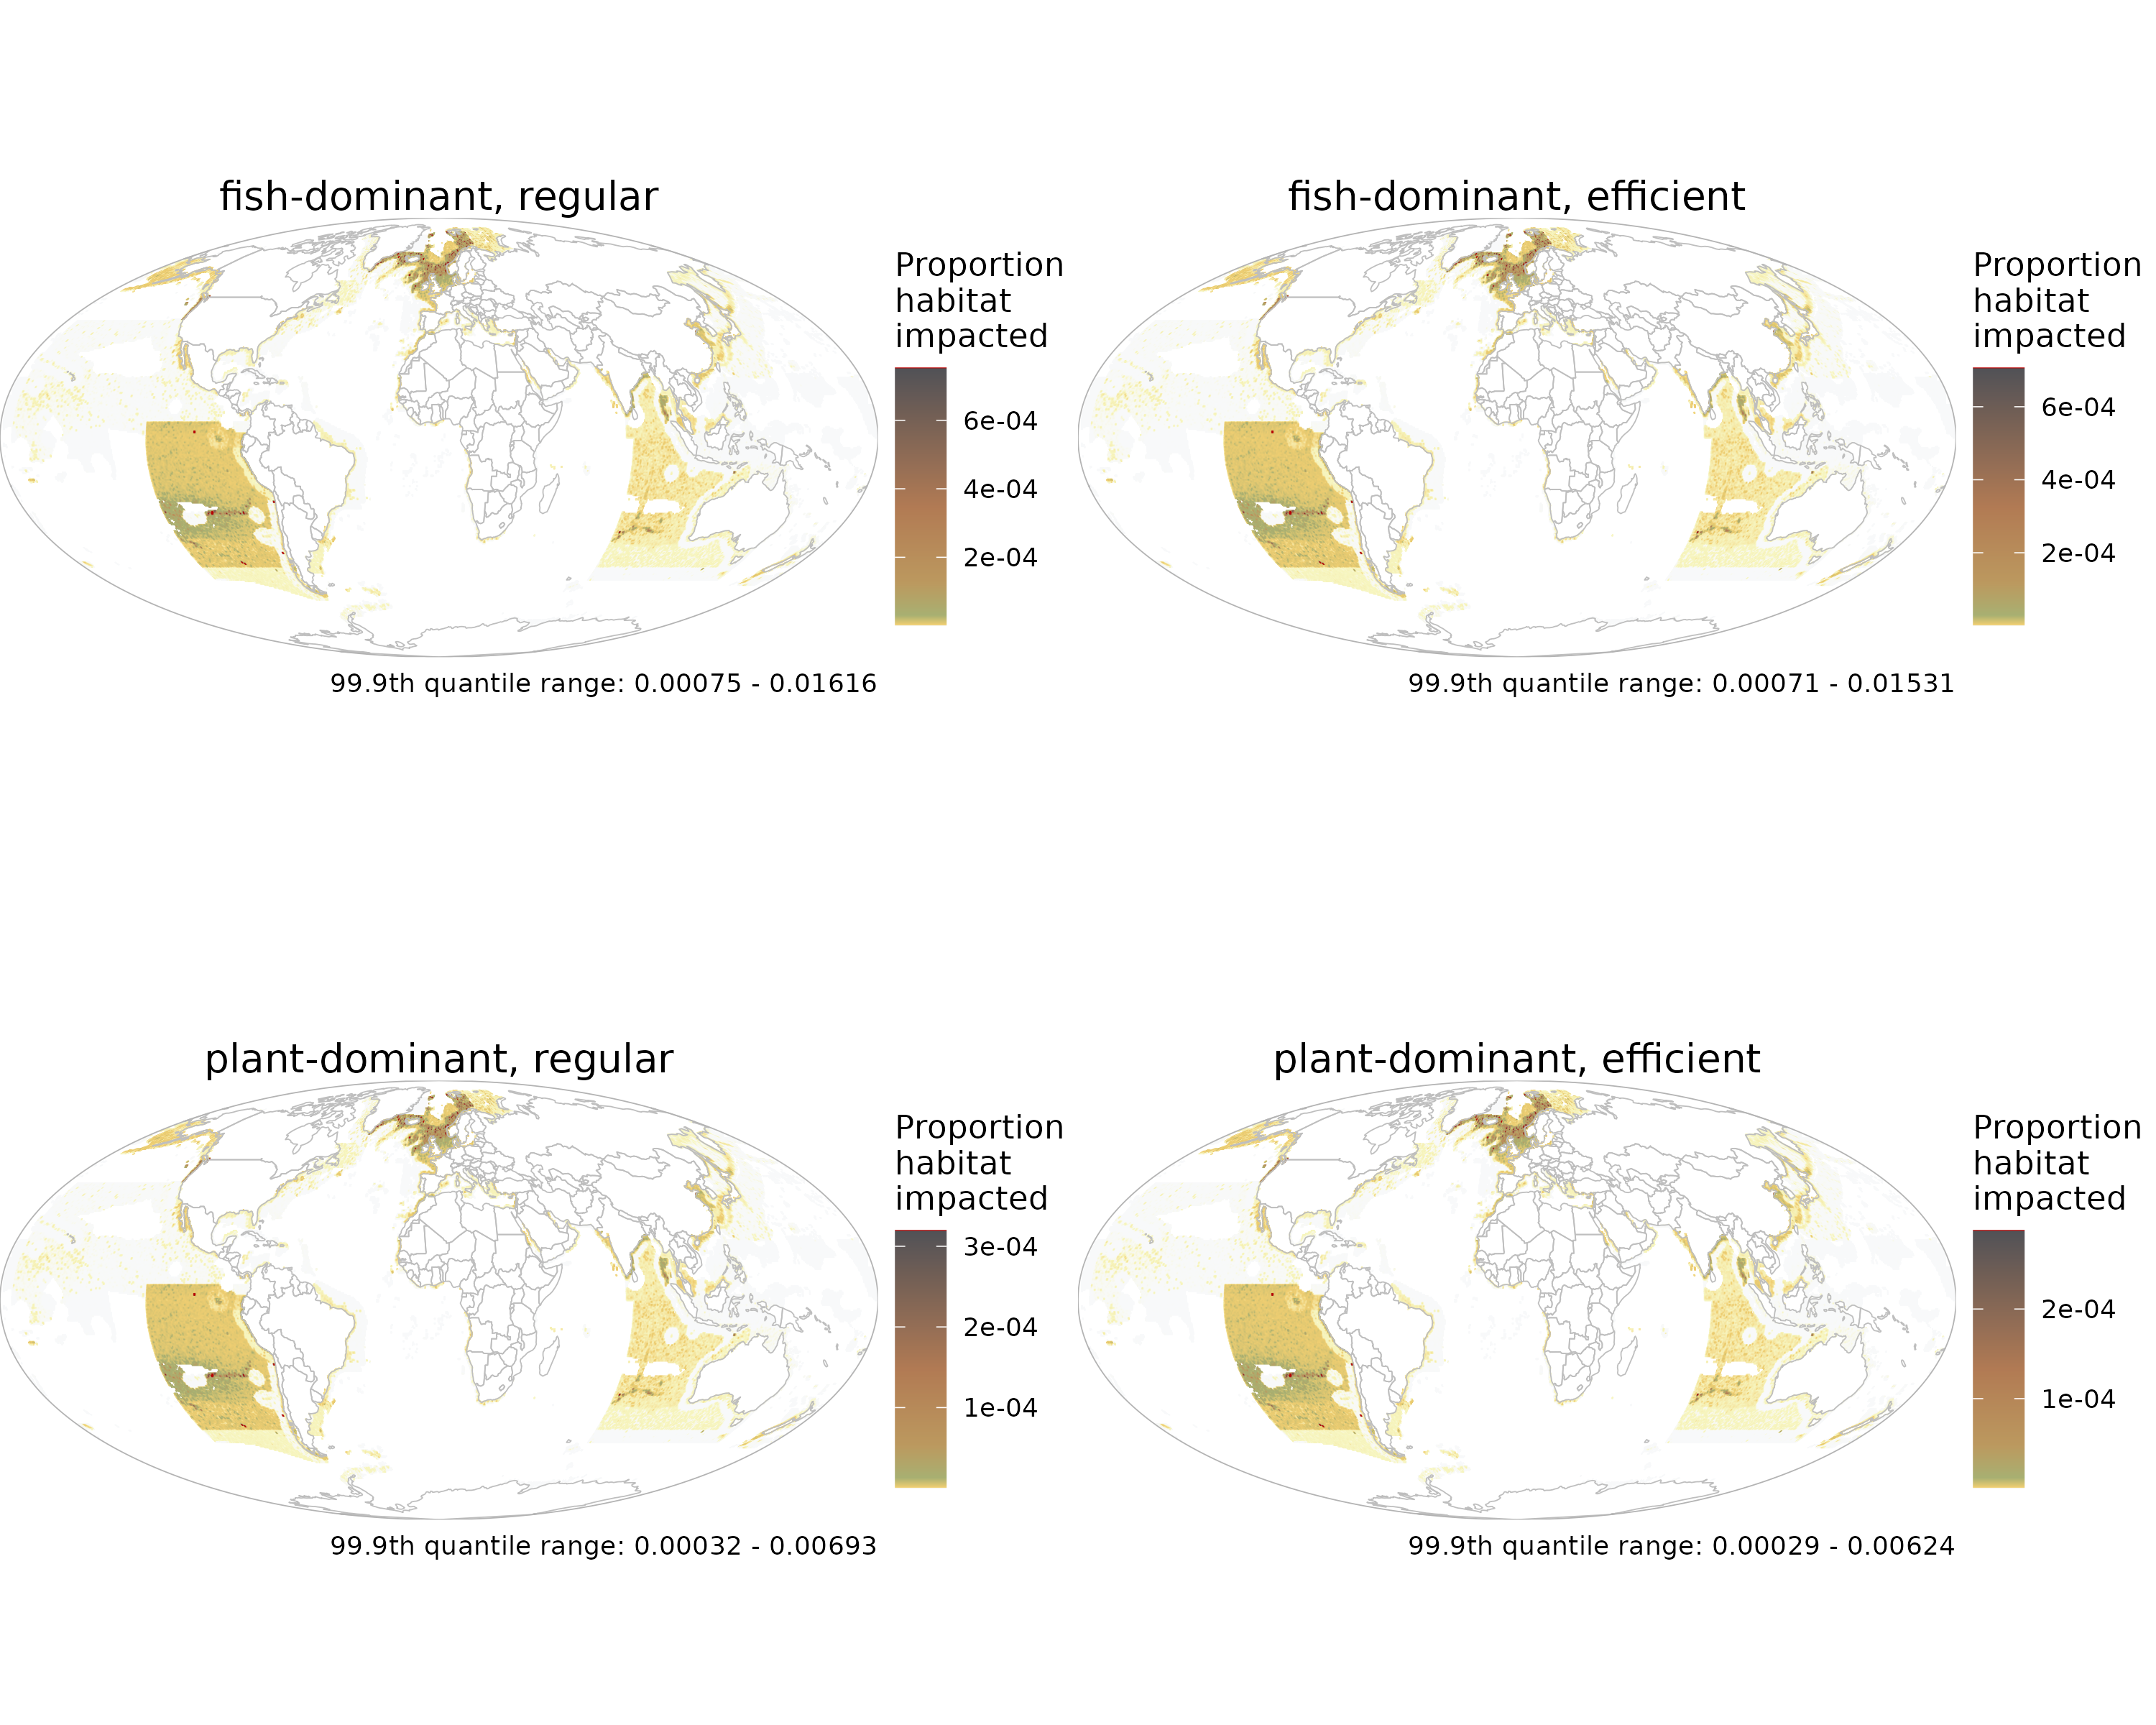 fish-dominant, regular
Proportion
habitat
impacted
6e-04
4e-04
2e-04
99.9th quantile range: 0.00075 - 0.01616
fish-dominant, efficient
Proportion
habitat
impacted
6e-04
4e-04
2e-04
99.9th quantile range: 0.00071 - 0.01531
plant-dominant, regular
Proportion
habitat
impacted
3e-04
2e-04
1e-04
99.9th quantile range: 0.00032 - 0.00693
plant-dominant, efficient
Proportion
habitat
impacted
2e-04
1e-04
99.9th quantile range: 0.00029 - 0.00624